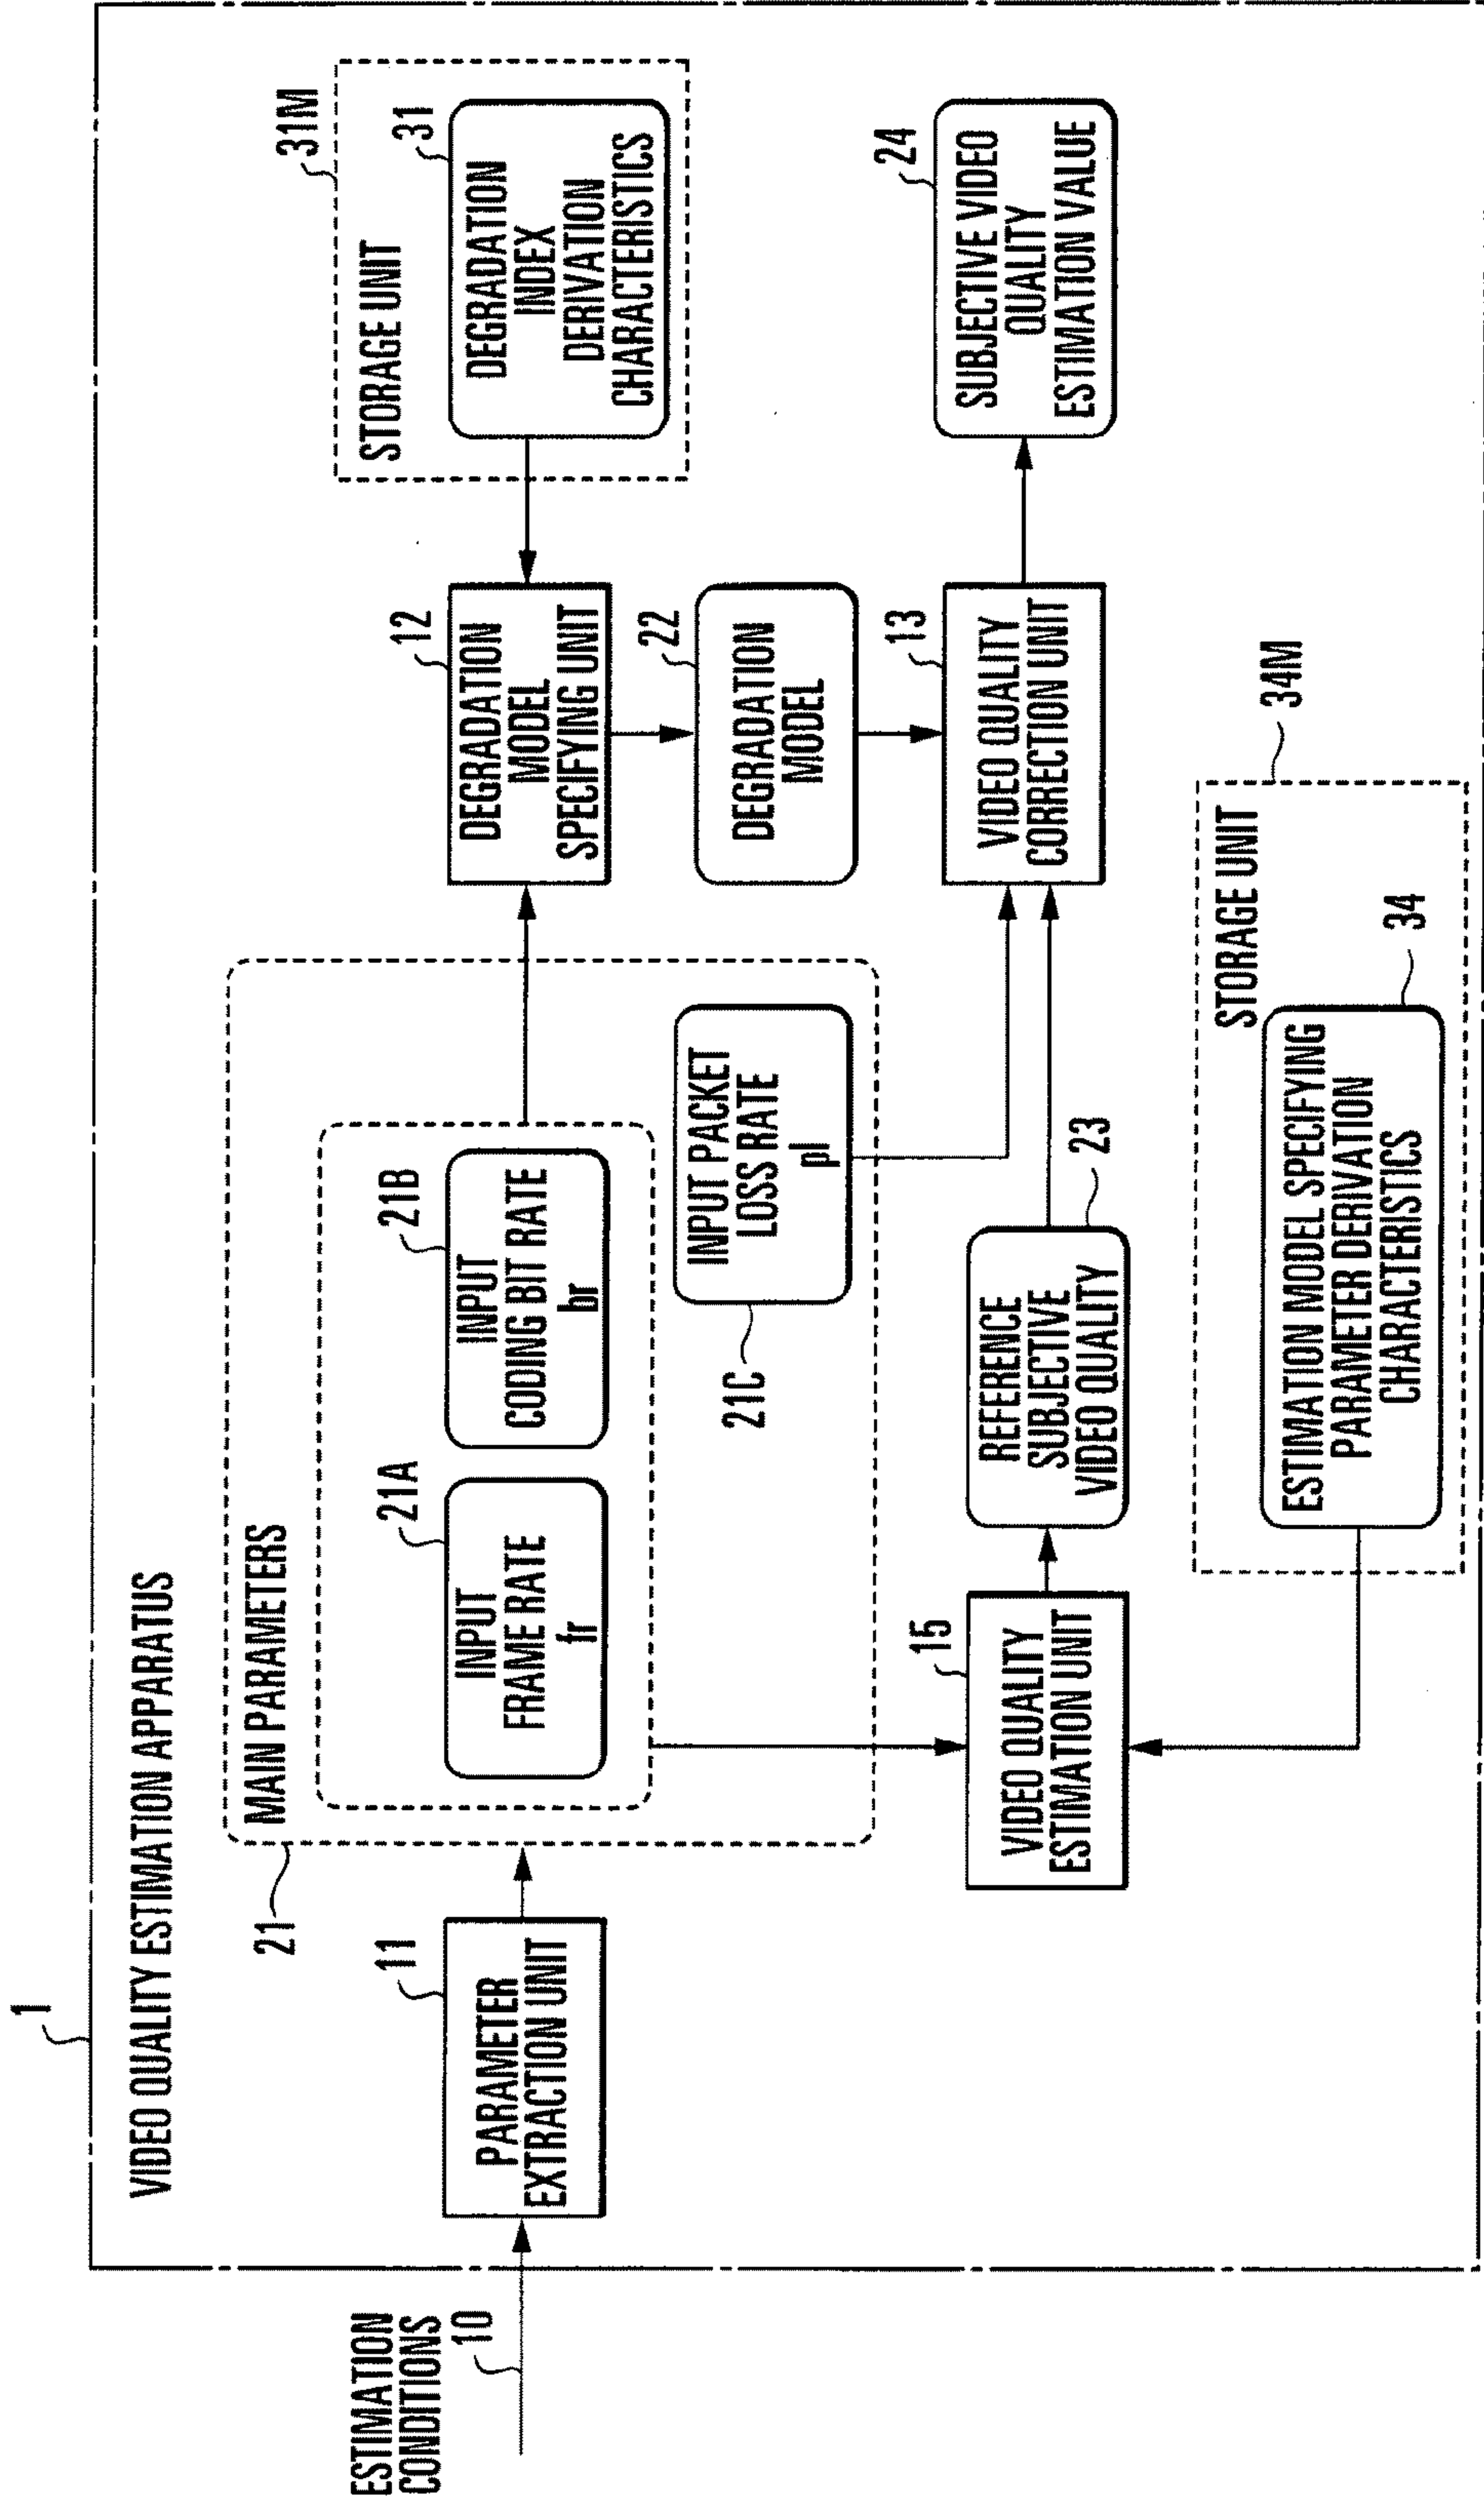 1
VIDEO QUALITY ESTIMATION APPARATUS
ESTIMATION
CONDITIONS
10
11
PARAMETER
EXTRACTION UNIT
21
MAIN PARAMETERS
21A
INPUT
FRAME RATE
fr
21B
INPUT
CODING BIT RATE
br
21C
INPUT PACKET
LOSS RATE
pl
12
DEGRADATION
MODEL
SPECIFYING UNIT
31M
STORAGE UNIT
31
DEGRADATION
INDEX
DERIVATION
CHARACTERISTICS
22
DEGRADATION
MODEL
15
VIDEO QUALITY
ESTIMATION UNIT
REFERENCE
SUBJECTIVE
VIDEO QUALITY
23
13
VIDEO QUALITY
CORRECTION UNIT
24
SUBJECTIVE VIDEO
QUALITY
ESTIMATION VALUE
34M
STORAGE UNIT
34
ESTIMATION MODEL SPECIFYING
PARAMETER DERIVATION
CHARACTERISTICS